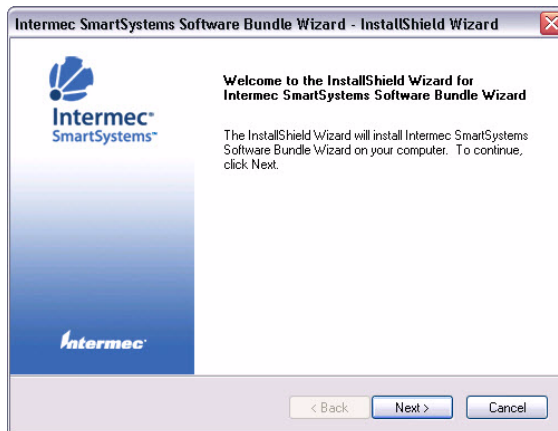 Intermec SmartSystems Software Bundle Wizard - InstallShield Wizard
Intermec
SmartSystems™
Welcome to the InstallShield Wizard for
Intermec SmartSystems Software Bundle Wizard
The InstallShield Wizard will install Intermec SmartSystems
Software Bundle Wizard on your computer. To continue,
click Next.
Intermec
< Back
Next >
Cancel